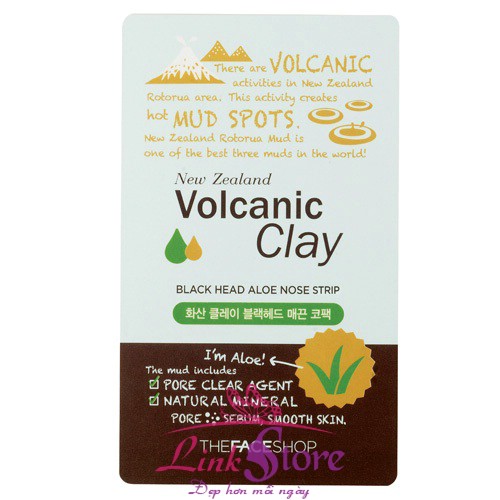 There are VOLCANIC
activities in New Zealand
Rotorua area. This activity creates
hot MUD SPOTS.
New Zealand Rotorua Mud is
one of the best three muds in the world!
New Zealand
Volcanic
Clay
BLACK HEAD ALOE NOSE STRIP
화산 클레이 블랙헤드 매끈 코팩
I'm Aloe!
The mud includes
PORE CLEAR AGENT
NATURAL MINERAL
PORE SEBUM, SMOOTH SKIN.
THEFACESHOP
Link Store
Đẹp hơn mỗi ngày